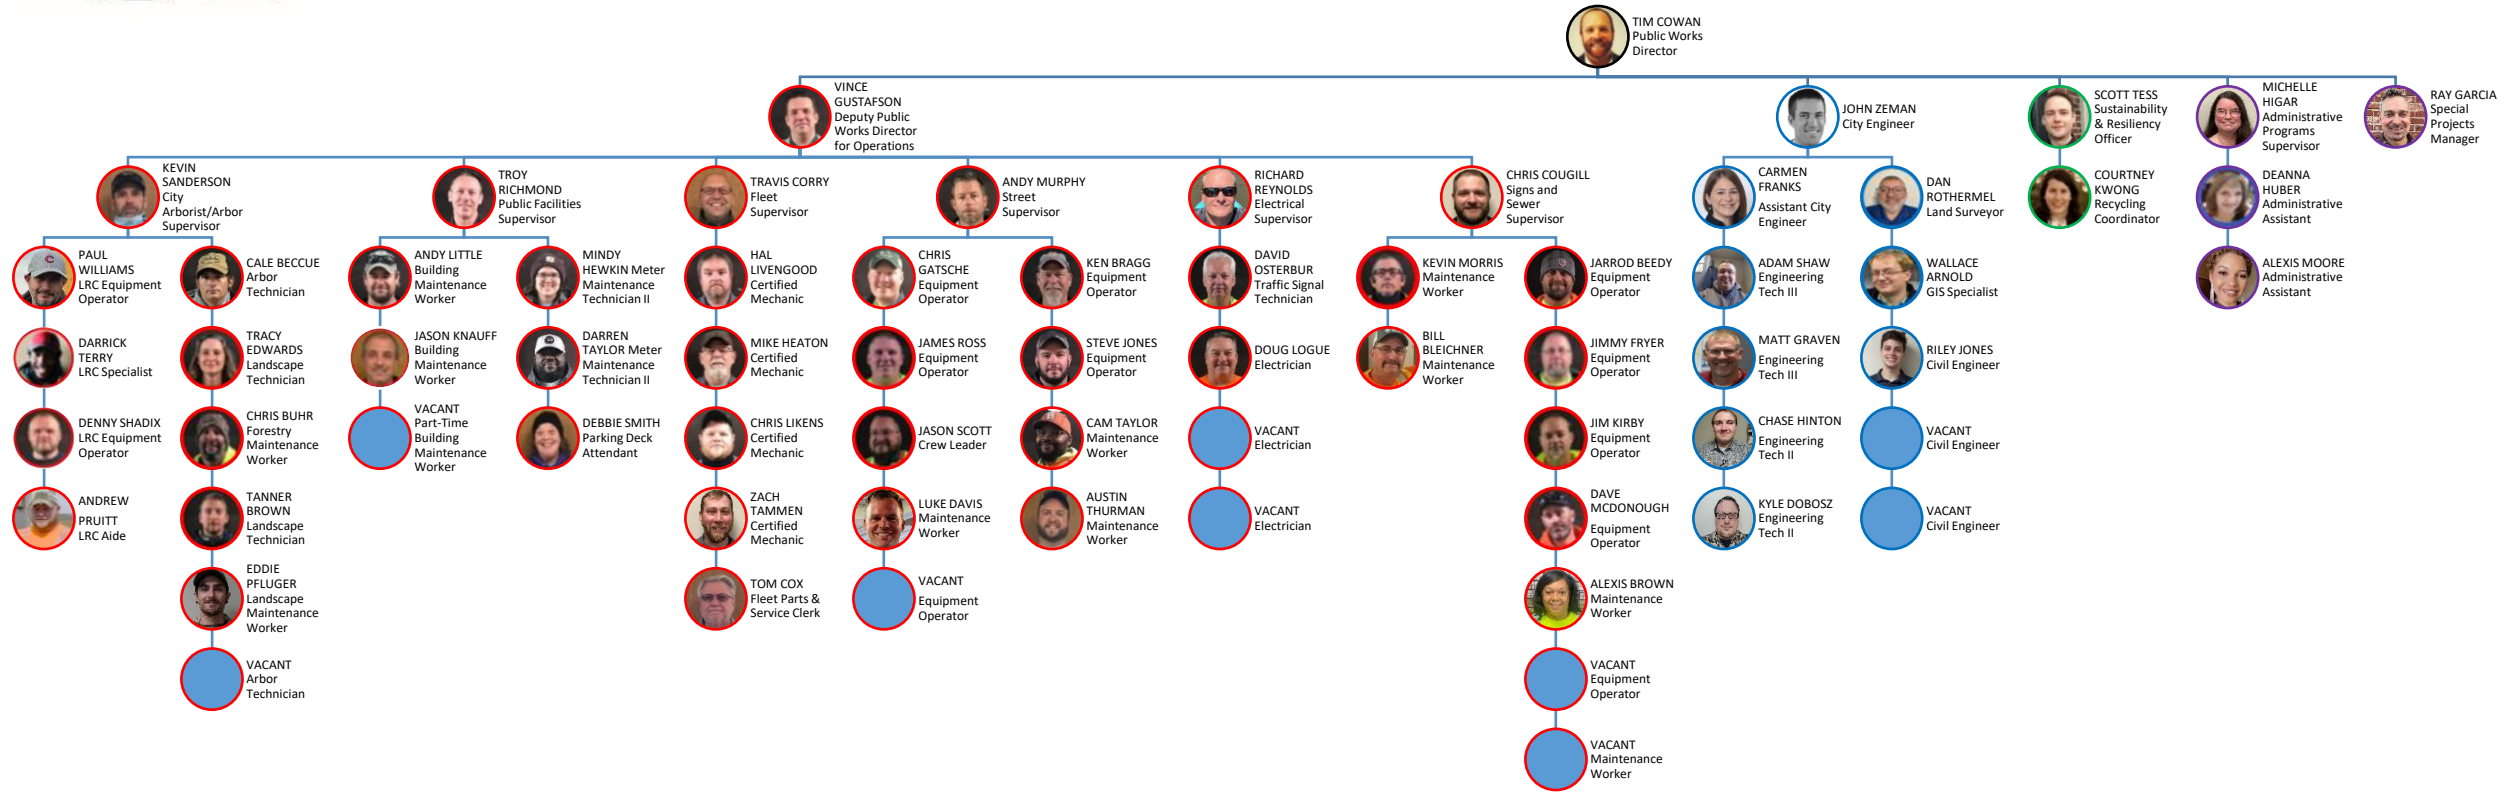 TIM COWAN
Public Works
Director
VINCE
GUSTAFSON
Deputy Public
Works Director
for Operations
JOHN ZEMAN
City Engineer
SCOTT TESS
Sustainability
& Resiliency
Officer
MICHELLE
HIGAR
Administrative
Programs
Supervisor
RAY GARCIA
Special
Projects
Manager
KEVIN
SANDERSON
City
Arborist/Arbor
Supervisor
TROY
RICHMOND
Public Facilities
Supervisor
TRAVIS CORRY
Fleet
Supervisor
ANDY MURPHY
Street
Supervisor
RICHARD
REYNOLDS
Electrical
Supervisor
CHRIS COUGILL
Signs and
Sewer
Supervisor
CARMEN
FRANKS
Assistant City
Engineer
DAN
ROTHERMEL
Land Surveyor
COURTNEY
KWONG
Recycling
Coordinator
DEANNA
HUBER
Administrative
Assistant
PAUL
WILLIAMS
LRC Equipment
Operator
CALE BECCUE
Arbor
Technician
ANDY LITTLE
Building
Maintenance
Worker
MINDY
HEWKIN Meter
Maintenance
Technician II
HAL
LIVENGOOD
Certified
Mechanic
CHRIS
GATSCHE
Equipment
Operator
KEN BRAGG
Equipment
Operator
DAVID
OSTERBUR
Traffic Signal
Technician
KEVIN MORRIS
Maintenance
Worker
JARROD BEEDY
Equipment
Operator
ADAM SHAW
Engineering
Tech III
WALLACE
ARNOLD
GIS Specialist
ALEXIS MOORE
Administrative
Assistant
DARRICK
TERRY
LRC Specialist
TRACY
EDWARDS
Landscape
Technician
JASON KNAUFF
Building
Maintenance
Worker
DARREN
TAYLOR Meter
Maintenance
Technician II
MIKE HEATON
Certified
Mechanic
JAMES ROSS
Equipment
Operator
STEVE JONES
Equipment
Operator
DOUG LOGUE
Electrician
BILL
BLEICHNER
Maintenance
Worker
JIMMY FRYER
Equipment
Operator
MATT GRAVEN
Engineering
Tech III
RILEY JONES
Civil Engineer
DENNY SHADIX
LRC Equipment
Operator
CHRIS BUHR
Forestry
Maintenance
Worker
VACANT
Part-Time
Building
Maintenance
Worker
DEBBIE SMITH
Parking Deck
Attendant
CHRIS LIKENS
Certified
Mechanic
JASON SCOTT
Crew Leader
CAM TAYLOR
Maintenance
Worker
VACANT
Electrician
JIM KIRBY
Equipment
Operator
CHASE HINTON
Engineering
Tech II
VACANT
Civil Engineer
ANDREW
PRUITT
LRC Aide
TANNER
BROWN
Landscape
Technician
ZACH
TAMMEN
Certified
Mechanic
LUKE DAVIS
Maintenance
Worker
AUSTIN
THURMAN
Maintenance
Worker
VACANT
Electrician
DAVE
MCDONOUGH
Equipment
Operator
KYLE DOBOSZ
Engineering
Tech II
VACANT
Civil Engineer
EDDIE
PFLUGER
Landscape
Maintenance
Worker
TOM COX
Fleet Parts &
Service Clerk
VACANT
Equipment
Operator
ALEXIS BROWN
Maintenance
Worker
VACANT
Arbor
Technician
VACANT
Equipment
Operator
VACANT
Maintenance
Worker